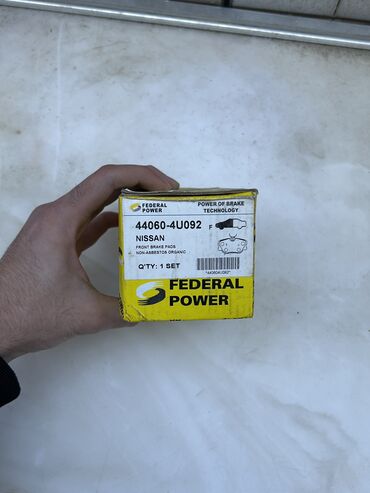 FEDERAL
POWER
POWER OF BRAKE
TECHNOLOGY
44060-4U092 F
NISSAN
FRONT BRAKE PADS
NON-ASBESTOS ORGANIC
Q'TY: 1 SET
*440604U092*
FEDERAL
POWER